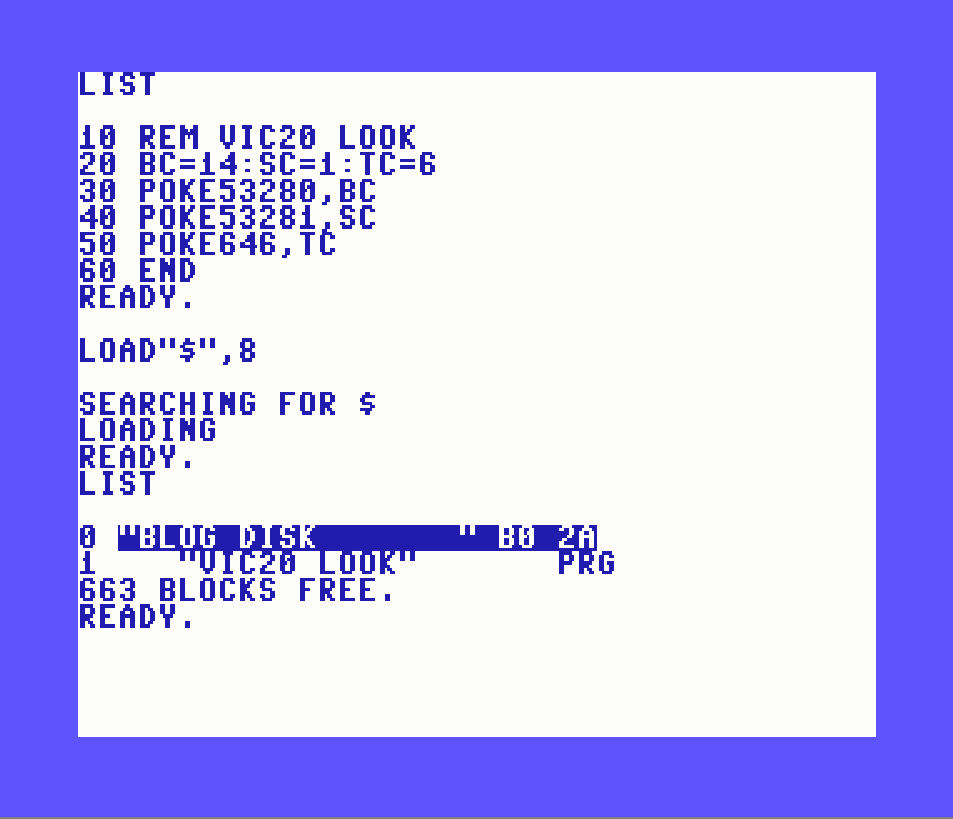 LIST
10 REM VIC20 LOOK
20 BC=14:SC=1:TC=6
30 POKE53280,BC
40 POKE53281,SC
50 POKE646,TC
60 END
READY.
LOAD"$",8
SEARCHING FOR $
LOADING
READY.
LIST
0 "BLOG DISK       " B0 2A
1    "VIC20 LOOK"       PRG
663 BLOCKS FREE.
READY.